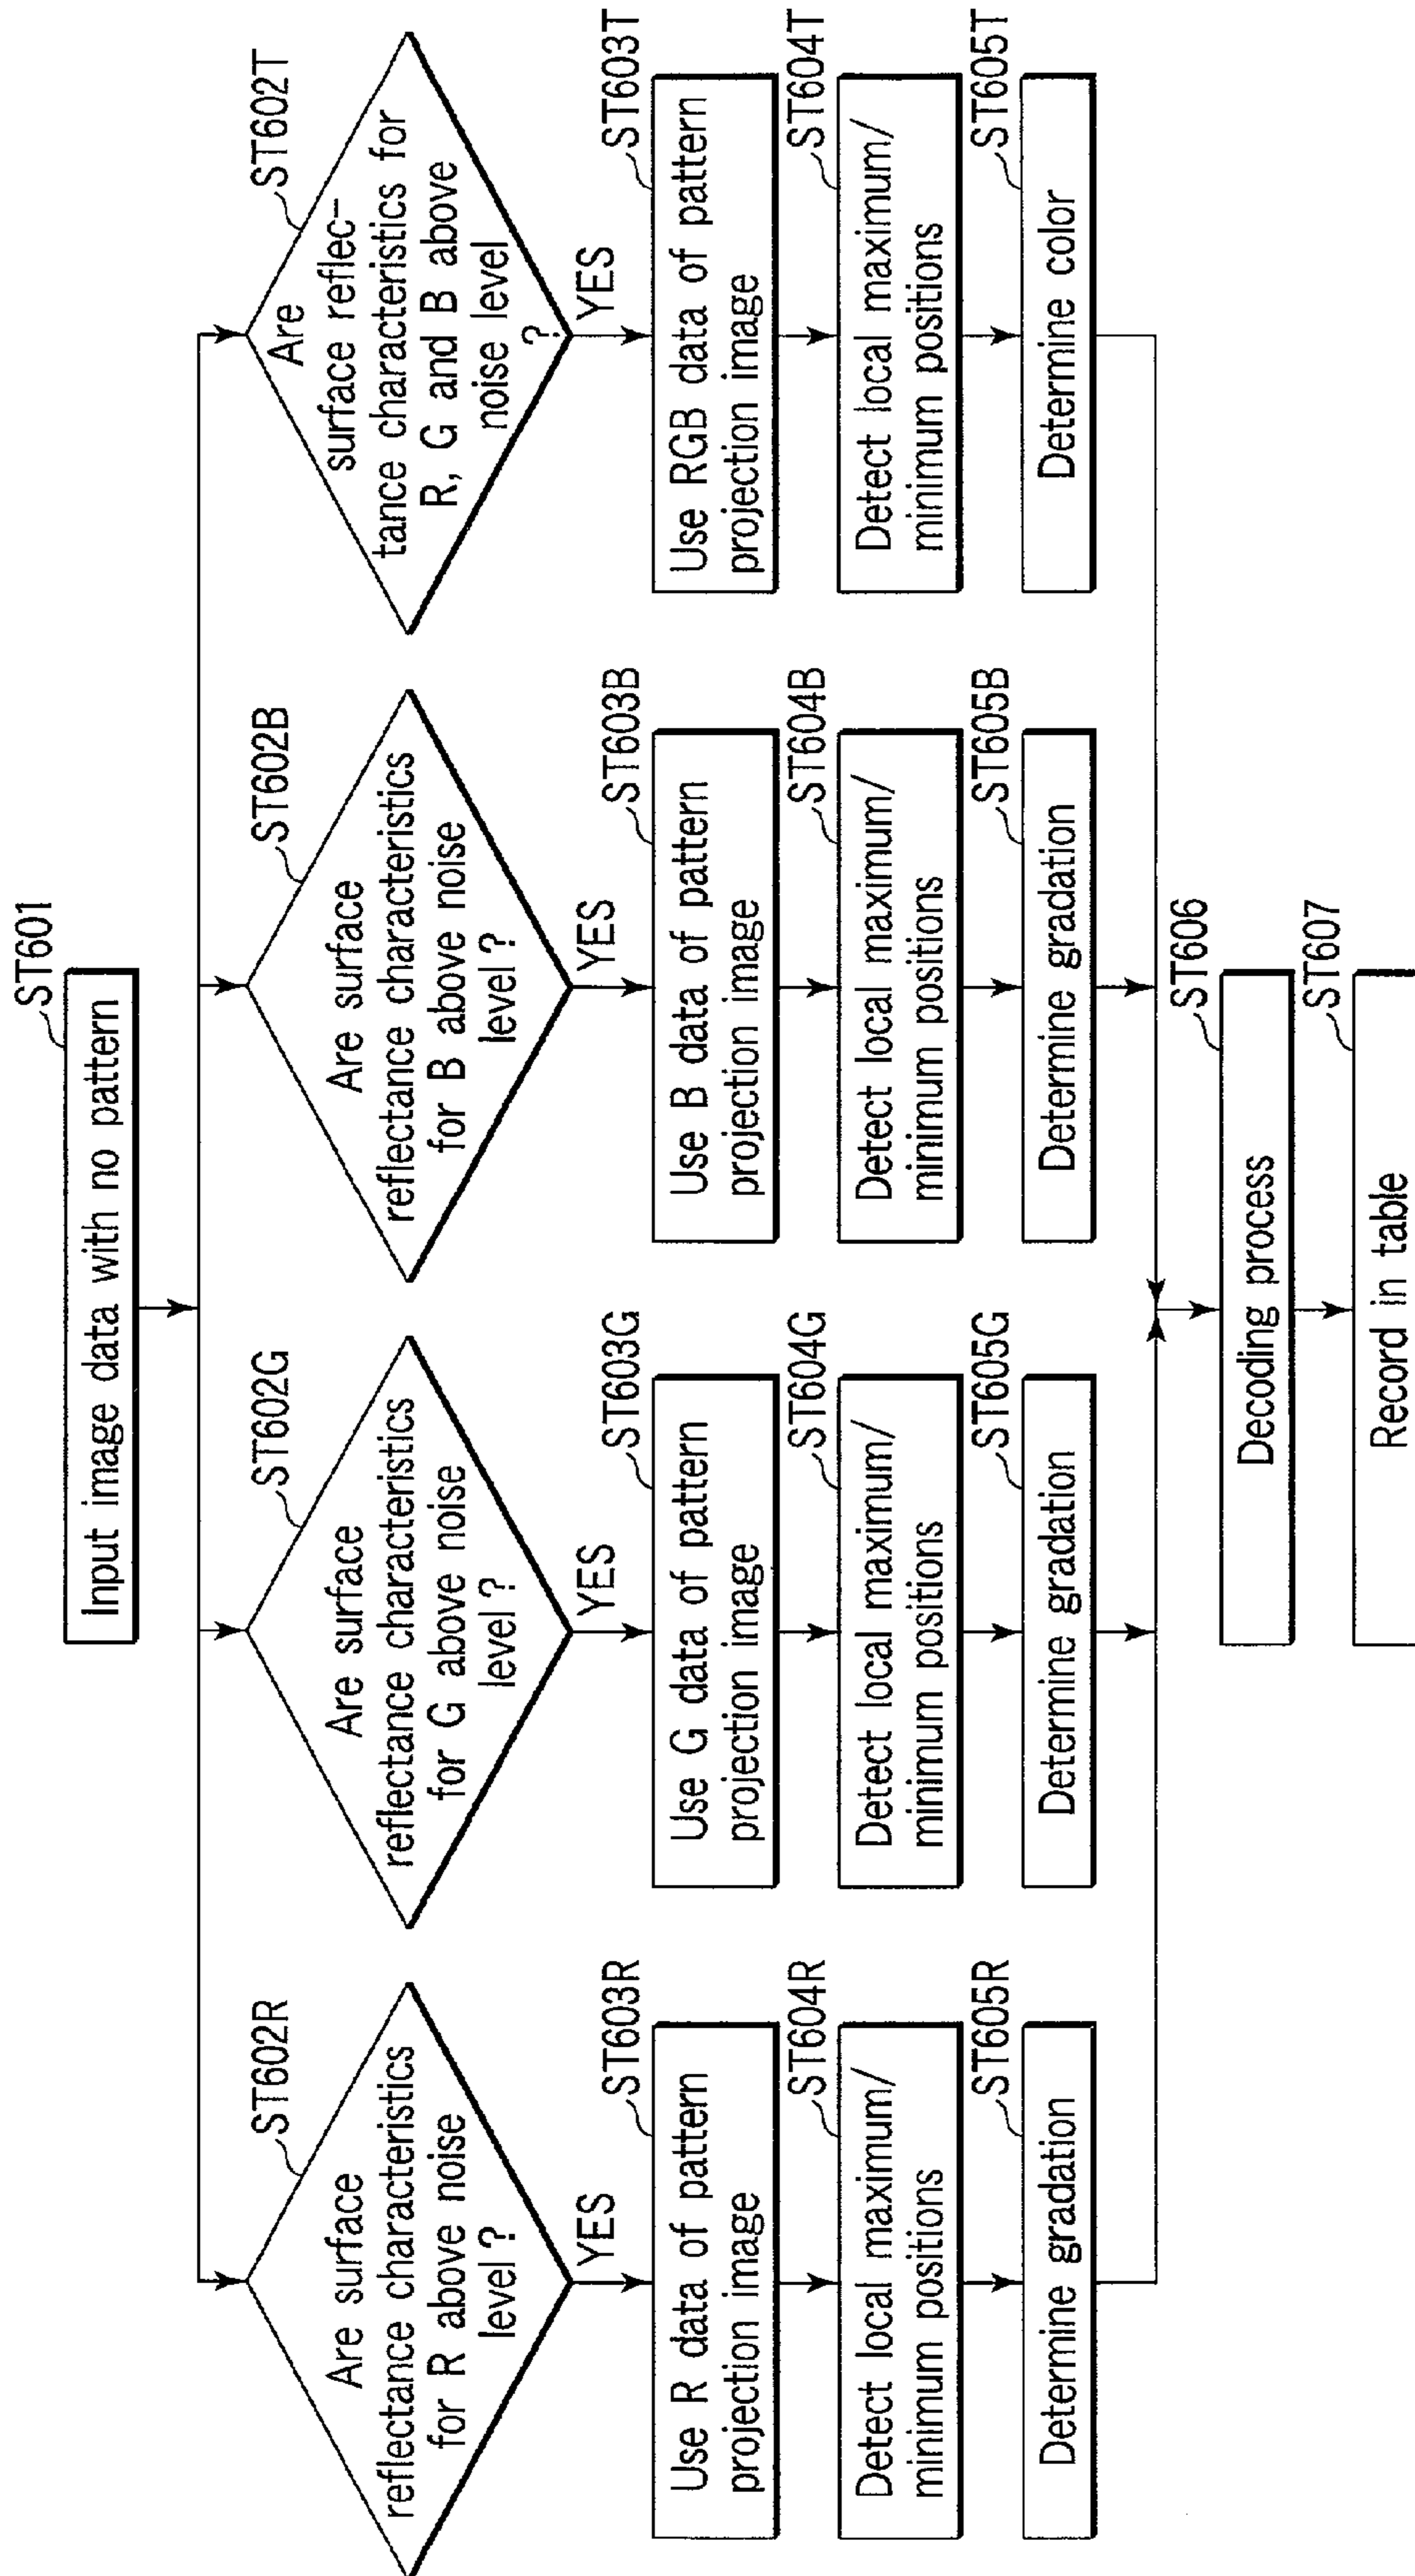 ST601
Input image data with no pattern
ST602R
Are surface
reflectance characteristics
for R above noise
level?
YES
ST603R
Use R data of pattern
projection image
ST604R
Detect local maximum/
minimum positions
ST605R
Determine gradation
ST602G
Are surface
reflectance characteristics
for G above noise
level?
YES
ST603G
Use G data of pattern
projection image
ST604G
Detect local maximum/
minimum positions
ST605G
Determine gradation
ST602B
Are surface
reflectance characteristics
for B above noise
level?
YES
ST603B
Use B data of pattern
projection image
ST604B
Detect local maximum/
minimum positions
ST605B
Determine gradation
ST602T
Are
surface reflec-
tance characteristics for
R, G and B above
noise level
?
YES
ST603T
Use RGB data of pattern
projection image
ST604T
Detect local maximum/
minimum positions
ST605T
Determine color
ST606
Decoding process
ST607
Record in table